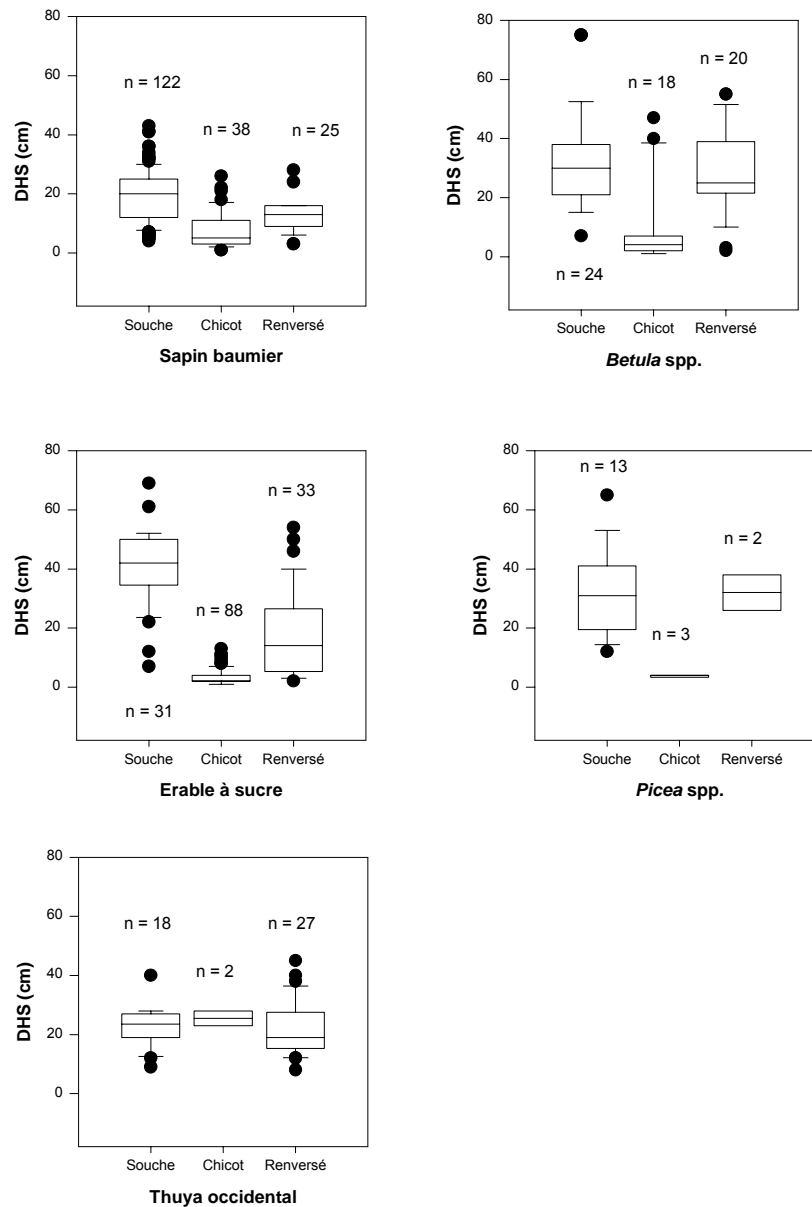 80
60
40
20
0
DHS (cm)
n = 122
n = 38
n = 25
Souche
Chicot
Renversé
Sapin baumier
80
60
40
20
0
DHS (cm)
n = 18
n = 20
n = 24
Souche
Chicot
Renversé
Betula spp.
80
60
40
20
0
DHS (cm)
n = 33
n = 88
n = 31
Souche
Chicot
Renversé
Erable à sucre
80
60
40
20
0
DHS (cm)
n = 13
n = 2
n = 3
Souche
Chicot
Renversé
Picea spp.
80
60
40
20
0
DHS (cm)
n = 18
n = 27
n = 2
Souche
Chicot
Renversé
Thuya occidental